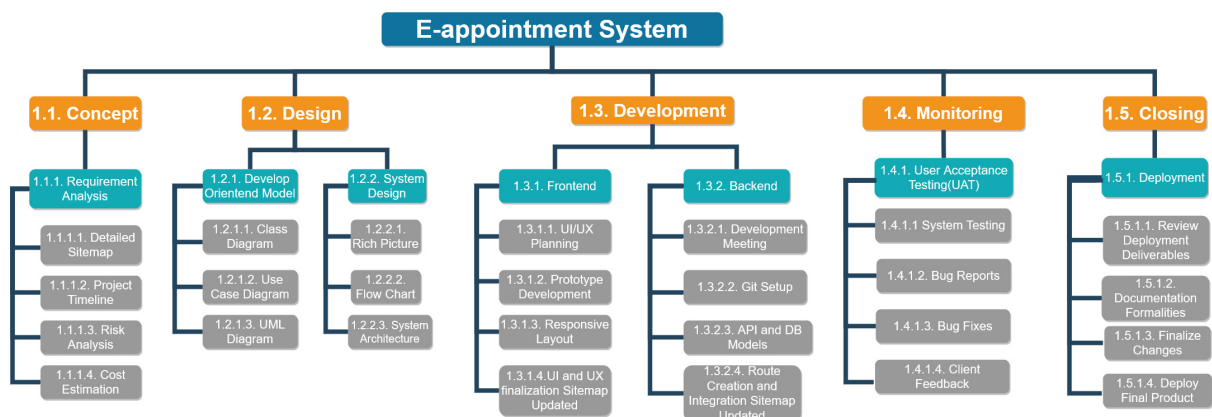 E-appointment System
1.1. Concept
1.2. Design
1.3. Development
1.4. Monitoring
1.5. Closing
1.1.1. Requirement
Analysis
1.1.1.1. Detailed
Sitemap
1.1.1.2. Project
Timeline
1.1.1.3. Risk
Analysis
1.1.1.4. Cost
Estimation
1.2.1. Develop
Orientend Model
1.2.1.1. Class
Diagram
1.2.1.2. Use
Case Diagram
1.2.1.3. UML
Diagram
1.2.2. System
Design
1.2.2.1.
Rich Picture
1.2.2.2.
Flow Chart
1.2.2.3. System
Architecture
1.3.1. Frontend
1.3.1.1. UI/UX
Planning
1.3.1.2. Prototype
Development
1.3.1.3. Responsive
Layout
1.3.1.4.UI and UX
finalization Sitemap
Updated
1.3.2. Backend
1.3.2.1. Development
Meeting
1.3.2.2. Git Setup
1.3.2.3. API and DB
Models
1.3.2.4. Route
Creation and
Integration Sitemap
Updated
1.4.1. User Acceptance
Testing(UAT)
1.4.1.1 System Testing
1.4.1.2. Bug Reports
1.4.1.3. Bug Fixes
1.4.1.4. Client
Feedback
1.5.1. Deployment
1.5.1.1. Review
Deployment
Deliverables
1.5.1.2.
Documentation
Formalities
1.5.1.3. Finalize
Changes
1.5.1.4. Deploy
Final Product